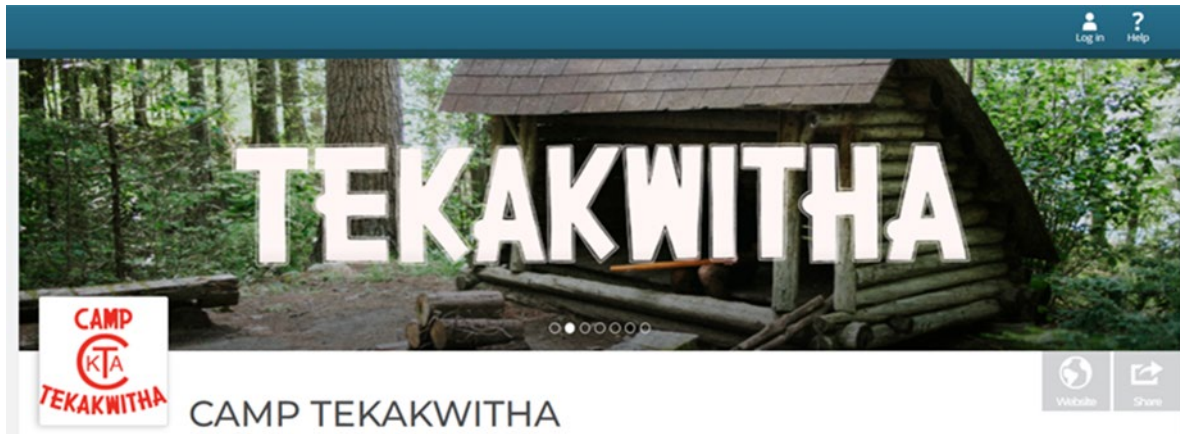 Log in
?
Help
TEKAKWITHA
CAMP
C
KTA
TEKAKWITHA
CAMP TEKAKWITHA
Website
Share